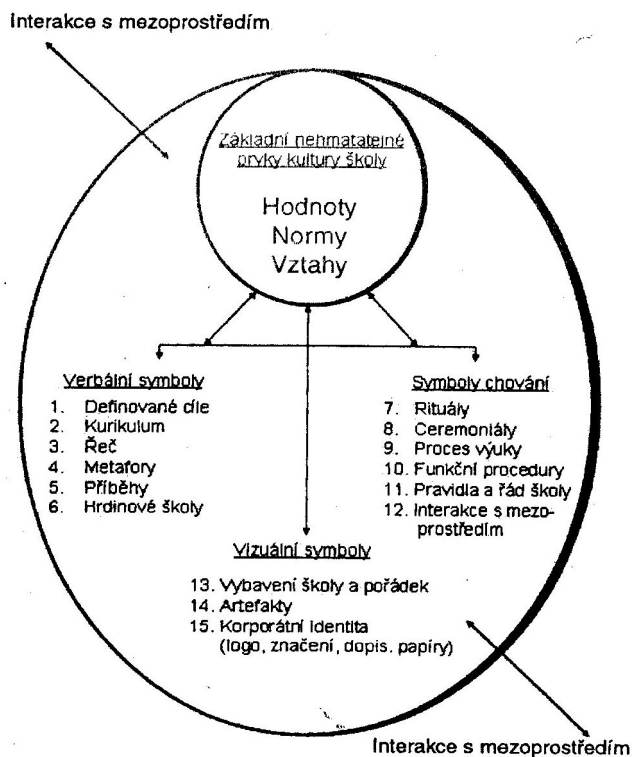 Interakce s mezoprostředím
Základní nehmatatelné
prvky kultury školy
Hodnoty
Normy
Vztahy
Verbální symboly
1. Definované cíle
2. Kurikulum
3. Řeč
4. Metafory
5. Příběhy
6. Hrdinové školy
Symboly chování
7. Rituály
8. Ceremoniály
9. Proces výuky
10. Funkční procedury
11. Pravidla a řád školy
12. Interakce s mezo-
prostředím
Vizuální symboly
13. Vybavení školy a pořádek
14. Artefakty
15. Korporátní identita
(logo, značení, dopis. papíry)
Interakce s mezoprostředím